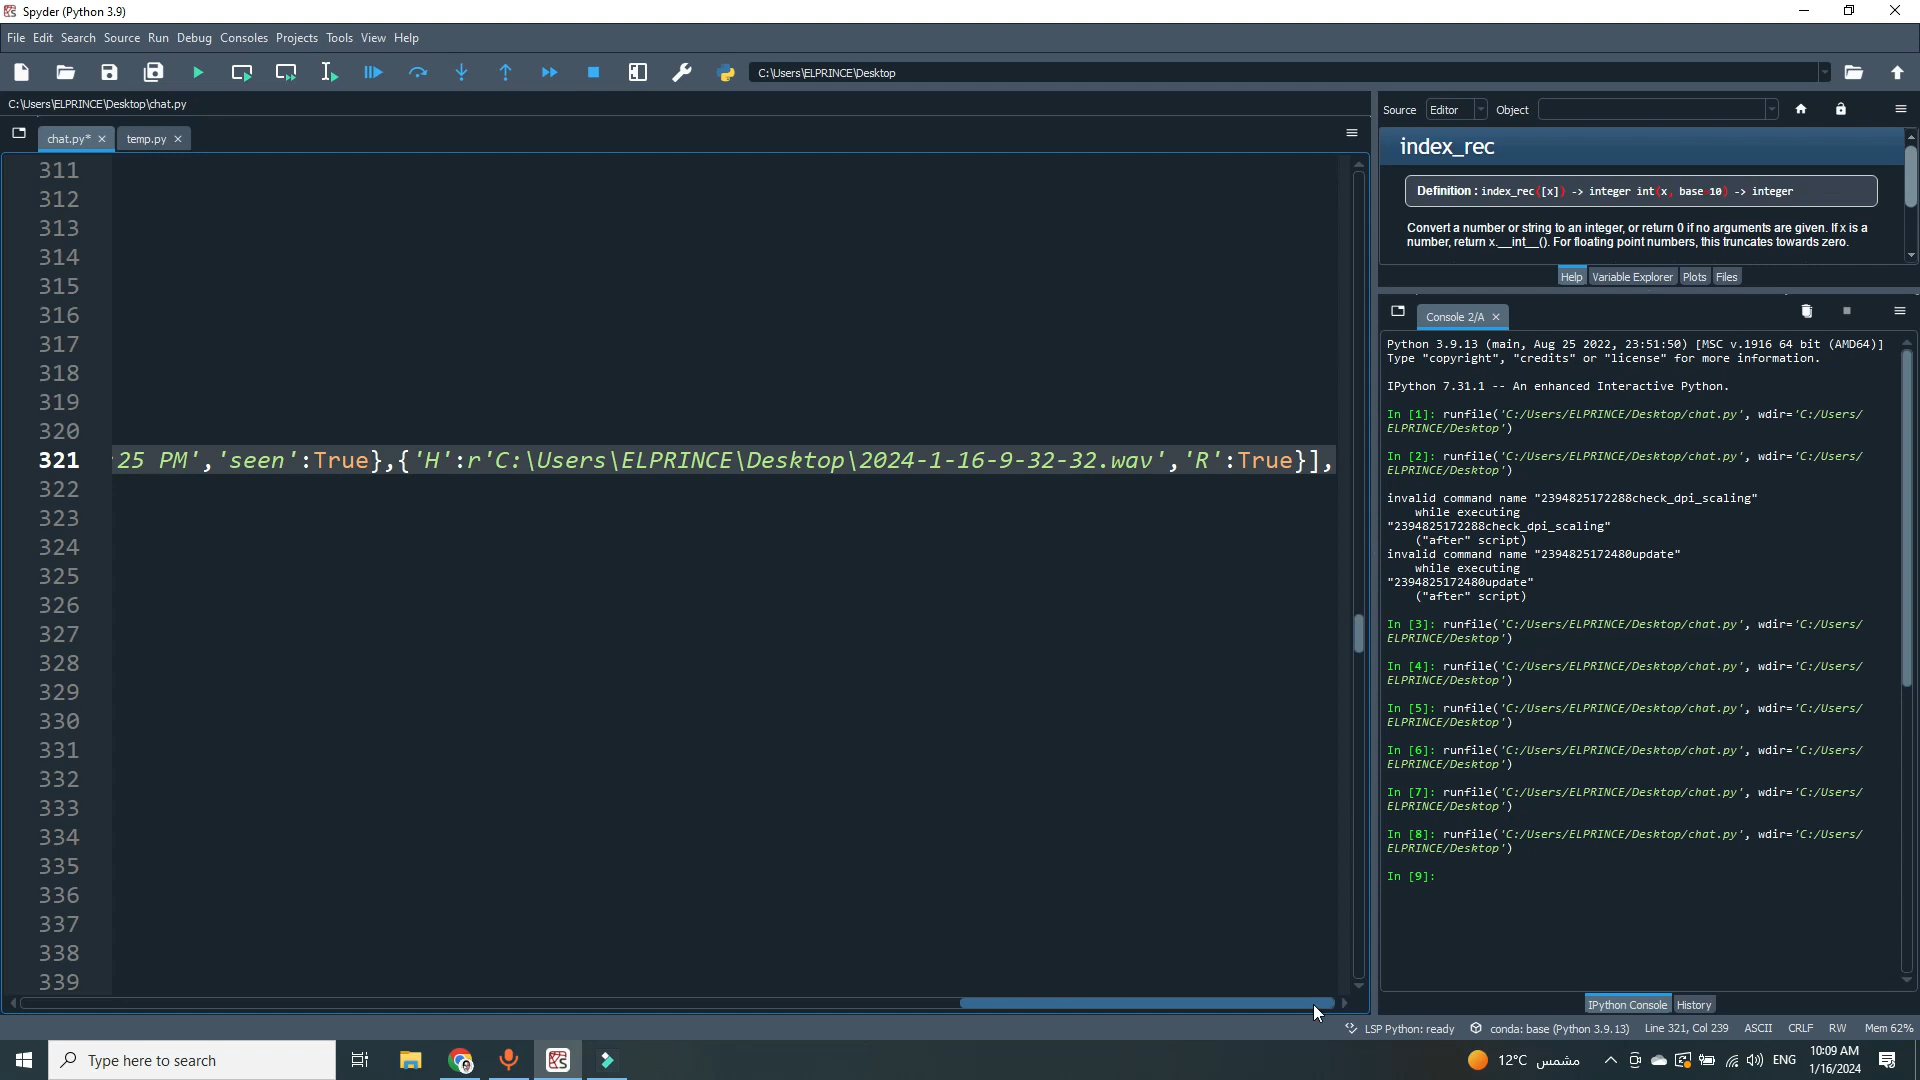 Spyder (Python 3.9)
File Edit Search Source Run Debug Consoles Projects Tools View Help
C:\Users\ELPRINCE\Desktop
C:\Users\ELPRINCE\Desktop\chat.py
chat.py*
temp.py
311
312
313
314
315
316
317
318
319
320
321 :25 PM','seen':True},{'H':r'C:\Users\ELPRINCE\Desktop\2024-1-16-9-32-32.wav','R':True}],
322
323
324
325
326
327
328
329
330
331
332
333
334
335
336
337
338
339
Source Editor Object
index_rec
Definition : index_rec([x]) -> integer int(x, base=10) -> integer
Convert a number or string to an integer, or return 0 if no arguments are given. If x is a
number, return x.__int__(). For floating point numbers, this truncates towards zero.
Help Variable Explorer Plots Files
Console 2/A
Python 3.9.13 (main, Aug 25 2022, 23:51:50) [MSC v.1916 64 bit (AMD64)]
Type "copyright", "credits" or "license" for more information.
IPython 7.31.1 -- An enhanced Interactive Python.
In [1]: runfile('C:/Users/ELPRINCE/Desktop/chat.py', wdir='C:/Users/
ELPRINCE/Desktop')
In [2]: runfile('C:/Users/ELPRINCE/Desktop/chat.py', wdir='C:/Users/
ELPRINCE/Desktop')
invalid command name "2394825172288check_dpi_scaling"
while executing
"2394825172288check_dpi_scaling"
("after" script)
invalid command name "2394825172480update"
while executing
"2394825172480update"
("after" script)
In [3]: runfile('C:/Users/ELPRINCE/Desktop/chat.py', wdir='C:/Users/
ELPRINCE/Desktop')
In [4]: runfile('C:/Users/ELPRINCE/Desktop/chat.py', wdir='C:/Users/
ELPRINCE/Desktop')
In [5]: runfile('C:/Users/ELPRINCE/Desktop/chat.py', wdir='C:/Users/
ELPRINCE/Desktop')
In [6]: runfile('C:/Users/ELPRINCE/Desktop/chat.py', wdir='C:/Users/
ELPRINCE/Desktop')
In [7]: runfile('C:/Users/ELPRINCE/Desktop/chat.py', wdir='C:/Users/
ELPRINCE/Desktop')
In [8]: runfile('C:/Users/ELPRINCE/Desktop/chat.py', wdir='C:/Users/
ELPRINCE/Desktop')
In [9]:
IPython Console History
LSP Python: ready conda: base (Python 3.9.13) Line 321, Col 239 ASCII CRLF RW Mem 62%
Type here to search
12°C مشمس
ENG
10:09 AM
1/16/2024